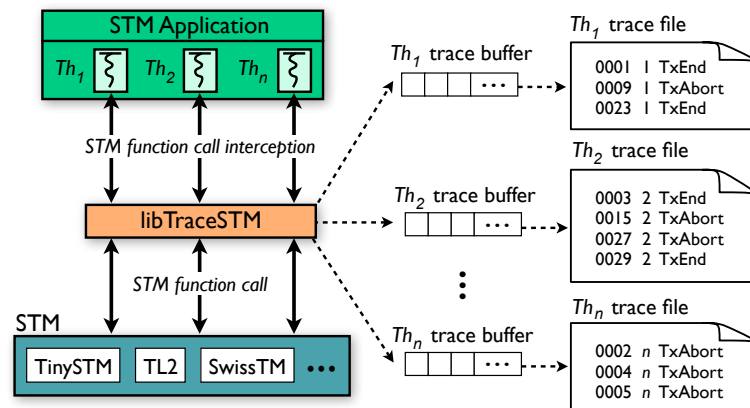 STM Application
Th1 Th2 Thn
STM function call interception
libTraceSTM
STM function call
STM
TinySTM TL2 SwissTM •••
Th1 trace buffer
•••
Th2 trace buffer
•••
Thn trace buffer
•••
Th1 trace file
0001 1 TxEnd
0009 1 TxAbort
0023 1 TxEnd
Th2 trace file
0003 2 TxEnd
0015 2 TxAbort
0027 2 TxAbort
0029 2 TxEnd
Thn trace file
0002 n TxAbort
0004 n TxAbort
0005 n TxAbort